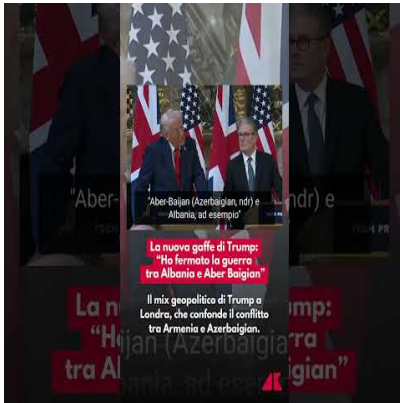 "Aber-Baijan (Azerbaigian, ndr) e
Albania, ad esempio"
La nuova gaffe di Trump:
"Ho fermato la guerra
tra Albania e Aber Baigian"
Il mix geopolitico di Trump a
Londra, che confonde il conflitto
tra Armenia e Azerbaigian.